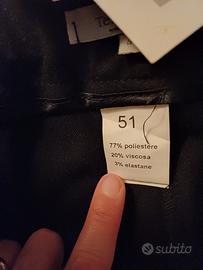 51
77% poliestere
20% viscosa
3% elastane
subito